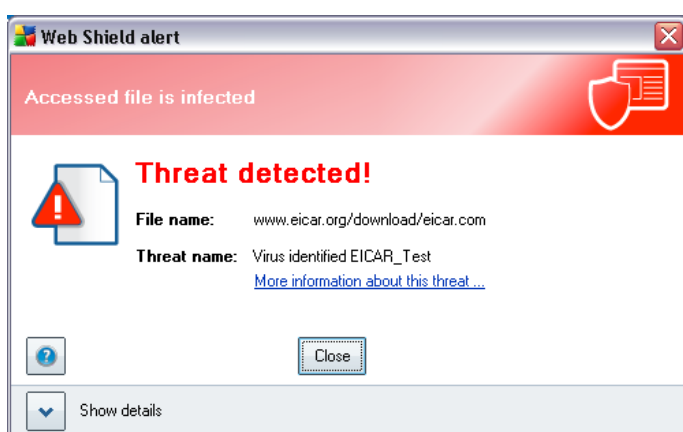 Web Shield alert
Accessed file is infected
Threat detected!
File name: www.eicar.org/download/eicar.com
Threat name: Virus identified EICAR_Test
More information about this threat ...
?
Close
Show details